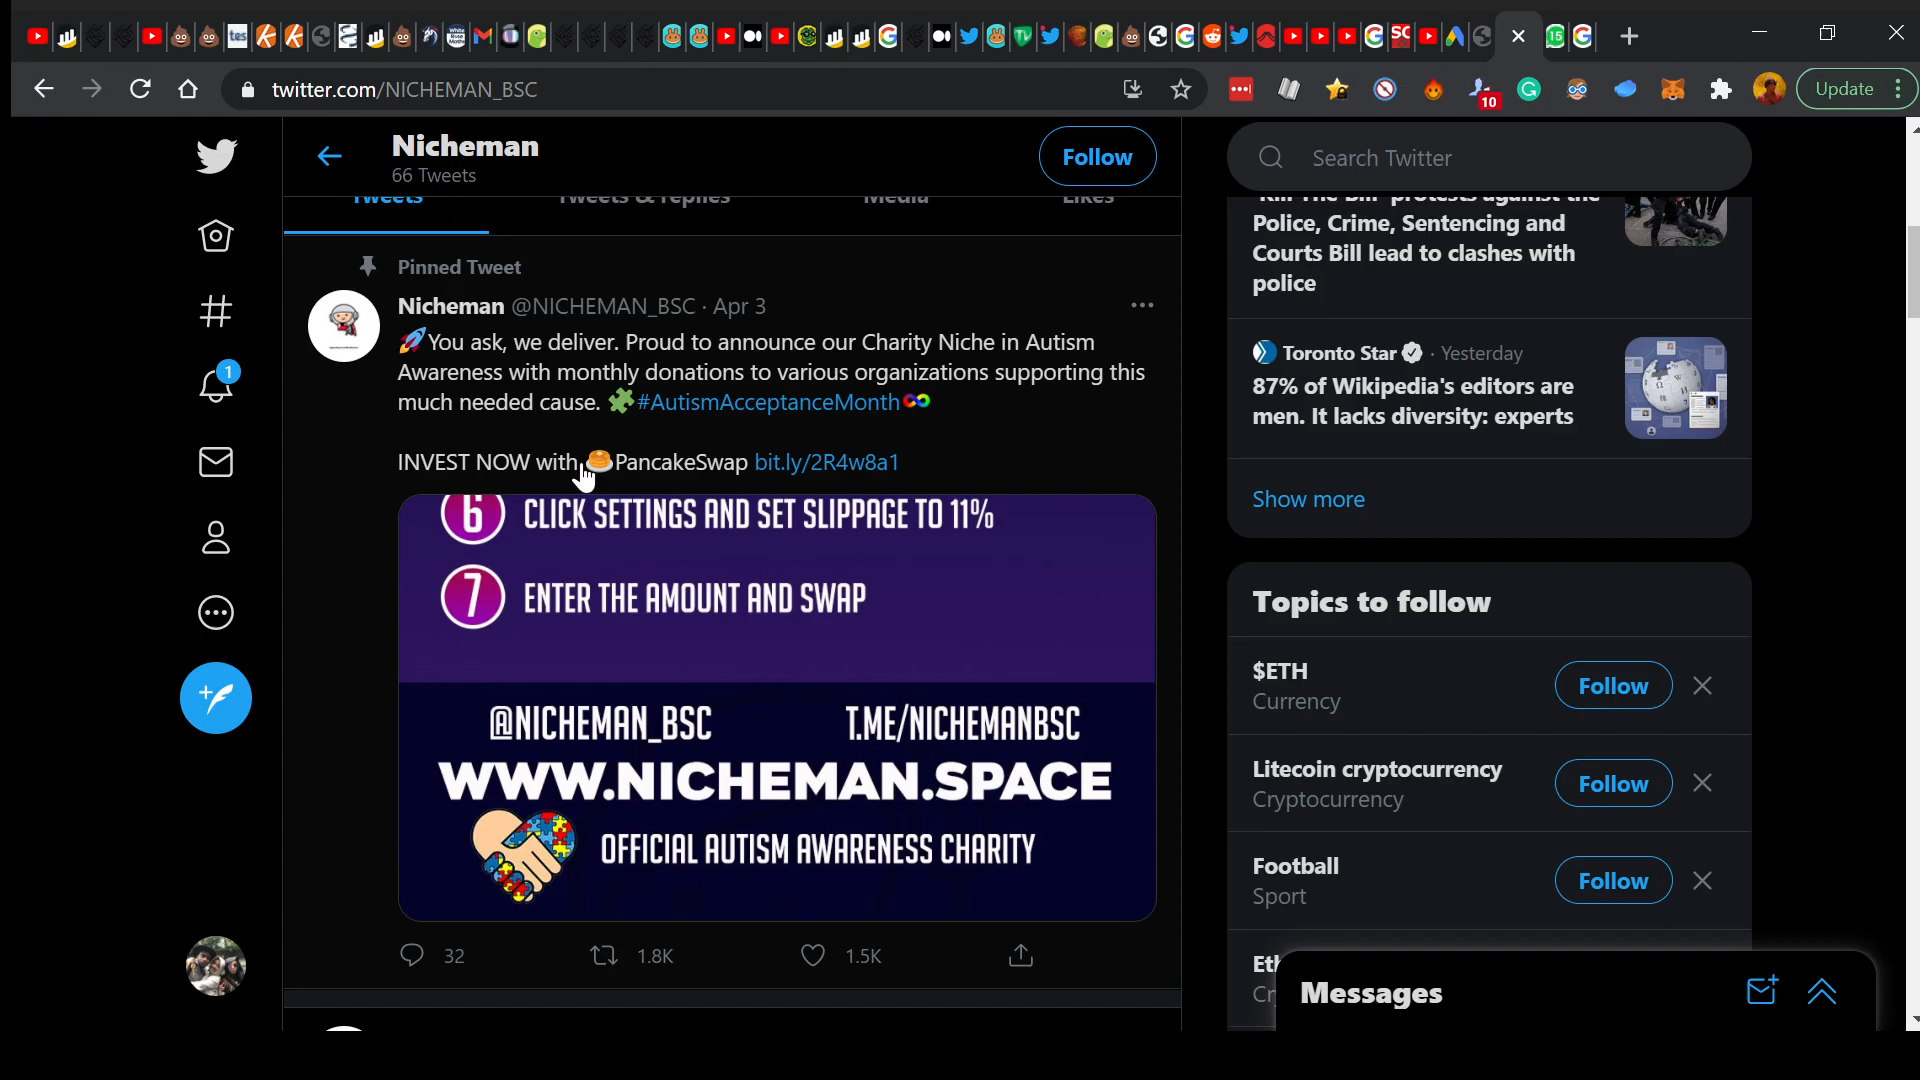 twitter.com/NICHEMAN_BSC
10
Update
Nicheman
66 Tweets
Follow
Tweets
Tweets & replies
Media
Likes
Pinned Tweet
Nicheman @NICHEMAN_BSC · Apr 3
You ask, we deliver. Proud to announce our Charity Niche in Autism
Awareness with monthly donations to various organizations supporting this
much needed cause. #AutismAcceptanceMonth
INVEST NOW with PancakeSwap bit.ly/2R4w8a1
6 CLICK SETTINGS AND SET SLIPPAGE TO 11%
7 ENTER THE AMOUNT AND SWAP
@NICHEMAN_BSC T.ME/NICHEMANBSC
WWW.NICHEMAN.SPACE
OFFICIAL AUTISM AWARENESS CHARITY
32 1.8K 1.5K
1
Search Twitter
'Kill The Bill' protests against the
Police, Crime, Sentencing and
Courts Bill lead to clashes with
police
Toronto Star · Yesterday
87% of Wikipedia's editors are
men. It lacks diversity: experts
Show more
Topics to follow
$ETH
Currency
Follow
Litecoin cryptocurrency
Cryptocurrency
Follow
Football
Sport
Follow
Messages